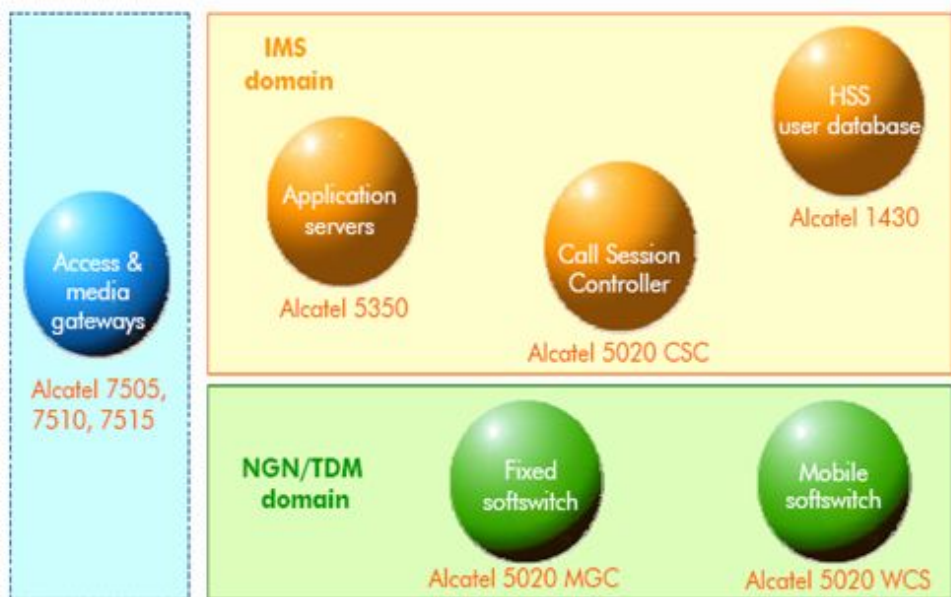 Access &
media
gateways
Alcatel 7505,
7510, 7515
IMS
domain
Application
servers
Alcatel 5350
Call Session
Controller
Alcatel 5020 CSC
HSS
user database
Alcatel 1430
NGN/TDM
domain
Fixed
softswitch
Alcatel 5020 MGC
Mobile
softswitch
Alcatel 5020 WCS